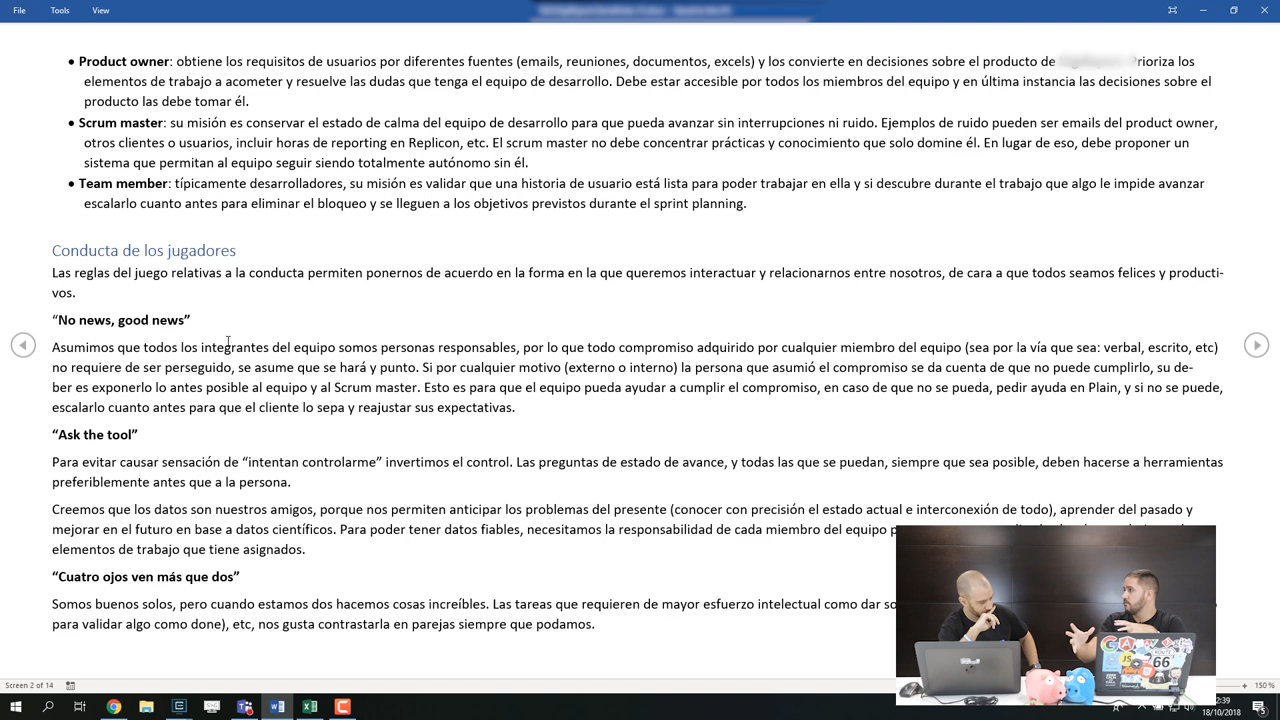 File Tools View
• Product owner: obtiene los requisitos de usuarios por diferentes fuentes (emails, reuniones, documentos, excels) y los convierte en decisiones sobre el producto de Prioriza los
elementos de trabajo a acometer y resuelve las dudas que tenga el equipo de desarrollo. Debe estar accesible por todos los miembros del equipo y en última instancia las decisiones sobre el
producto las debe tomar él.
• Scrum master: su misión es conservar el estado de calma del equipo de desarrollo para que pueda avanzar sin interrupciones ni ruido. Ejemplos de ruido pueden ser emails del product owner,
otros clientes o usuarios, incluir horas de reporting en Replicon, etc. El scrum master no debe concentrar prácticas y conocimiento que solo domine él. En lugar de eso, debe proponer un
sistema que permitan al equipo seguir siendo totalmente autónomo sin él.
• Team member: típicamente desarrolladores, su misión es validar que una historia de usuario está lista para poder trabajar en ella y si descubre durante el trabajo que algo le impide avanzar
escalarlo cuanto antes para eliminar el bloqueo y se lleguen a los objetivos previstos durante el sprint planning.
Conducta de los jugadores
Las reglas del juego relativas a la conducta permiten ponernos de acuerdo en la forma en la que queremos interactuar y relacionarnos entre nosotros, de cara a que todos seamos felices y producti-
vos.
“No news, good news”
Asumimos que todos los integrantes del equipo somos personas responsables, por lo que todo compromiso adquirido por cualquier miembro del equipo (sea por la vía que sea: verbal, escrito, etc)
no requiere de ser perseguido, se asume que se hará y punto. Si por cualquier motivo (externo o interno) la persona que asumió el compromiso se da cuenta de que no puede cumplirlo, su de-
ber es exponerlo lo antes posible al equipo y al Scrum master. Esto es para que el equipo pueda ayudar a cumplir el compromiso, en caso de que no se pueda, pedir ayuda en Plain, y si no se puede,
escalarlo cuanto antes para que el cliente lo sepa y reajustar sus expectativas.
“Ask the tool”
Para evitar causar sensación de “intentan controlarme” invertimos el control. Las preguntas de estado de avance, y todas las que se puedan, siempre que sea posible, deben hacerse a herramientas
preferiblemente antes que a la persona.
Creemos que los datos son nuestros amigos, porque nos permiten anticipar los problemas del presente (conocer con precisión el estado actual e interconexión de todo), aprender del pasado y
mejorar en el futuro en base a datos científicos. Para poder tener datos fiables, necesitamos la responsabilidad de cada miembro del equipo
elementos de trabajo que tiene asignados.
“Cuatro ojos ven más que dos”
Somos buenos solos, pero cuando estamos dos hacemos cosas increíbles. Las tareas que requieren de mayor esfuerzo intelectual como dar
para validar algo como done), etc, nos gusta contrastarla en parejas siempre que podamos.
JS
ROUTE
66
Screen 2 of 14
150 %
2:39
18/10/2018